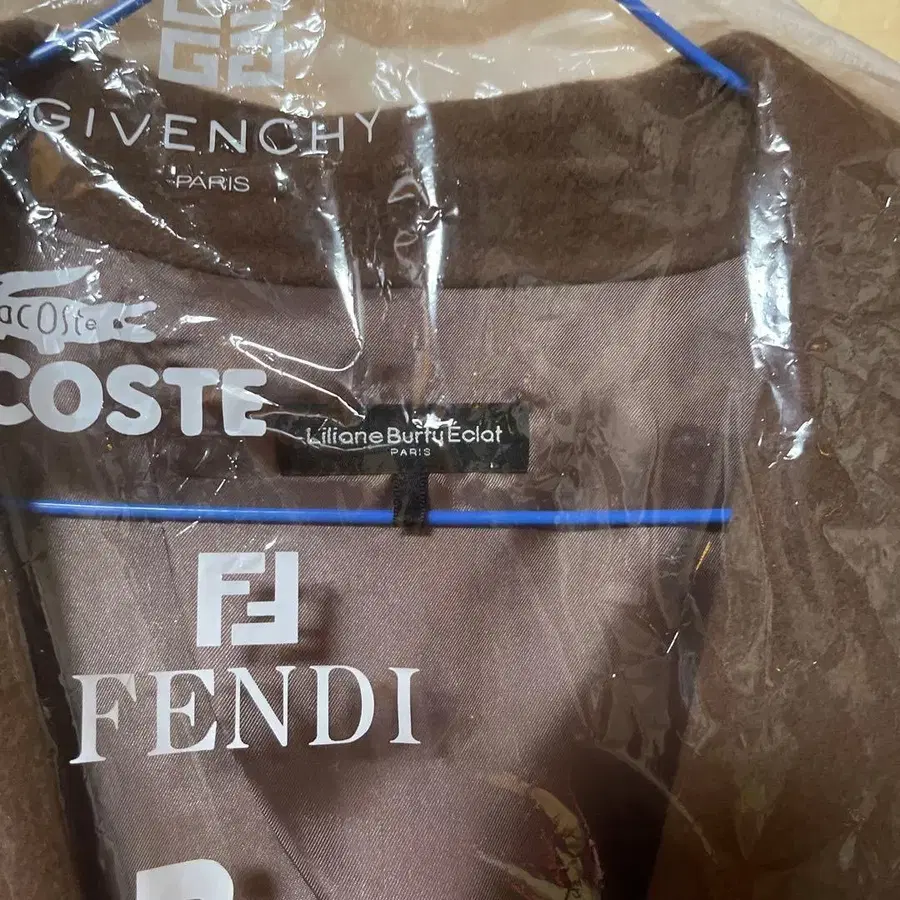 GIVENCHY
PARIS
Lacoste
COSTE
Liliane Burty Eclat
PARIS
FENDI